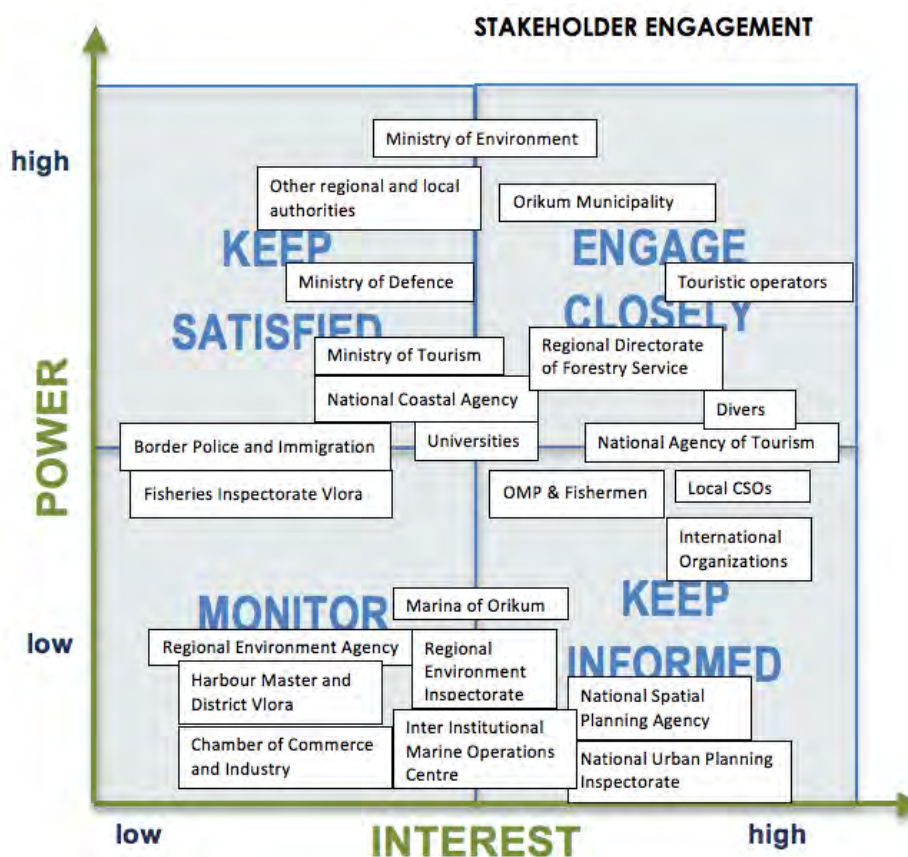 STAKEHOLDER ENGAGEMENT
high
Ministry of Environment
Other regional and local
authorities
Orikum Municipality
KEEP
SATISFIED
ENGAGE
CLOSELY
Ministry of Defence
Touristic operators
Ministry of Tourism
Regional Directorate
of Forestry Service
National Coastal Agency
Divers
Border Police and Immigration
Universities
National Agency of Tourism
POWER
Fisheries Inspectorate Vlora
OMP & Fishermen
Local CSOs
International
Organizations
MONITOR
Marina of Orikum
KEEP
INFORMED
low
Regional Environment Agency
Regional
Environment
Inspectorate
Harbour Master and
District Vlora
National Spatial
Planning Agency
Chamber of Commerce
and Industry
Inter Institutional
Marine Operations
Centre
National Urban Planning
Inspectorate
low
INTEREST
high